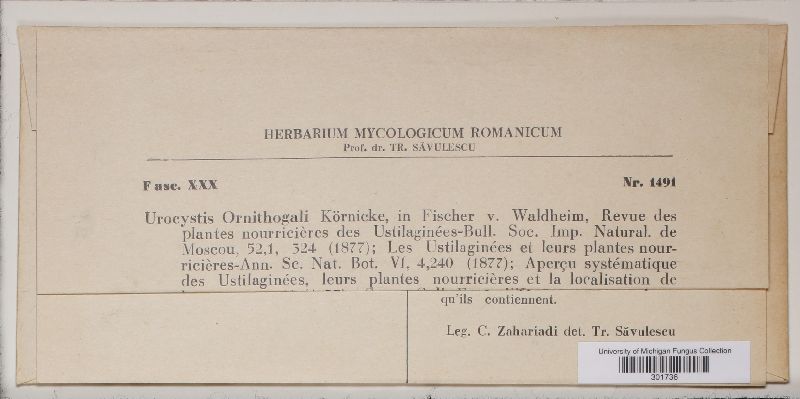 HERBARIUM MYCOLOGICUM ROMANICUM
Prof. dr. TR. SĂVULESCU
Fasc. XXX Nr. 1491
Urocystis Ornithogali Körnicke, in Fischer v. Waldheim, Revue des
plantes nourricières des Ustilaginées-Bull. Soc. Imp. Natural. de
Moscou, 52,1, 324 (1877); Les Ustilaginées et leurs plantes nour-
ricières-Ann. Sc. Nat. Bot. VI, 4,240 (1877); Aperçu systématique
des Ustilaginées, leurs plantes nourricières et la localisation de
qu'ils contiennent.
Leg. C. Zahariadi det. Tr. Săvulescu
University of Michigan Fungus Collection
301736